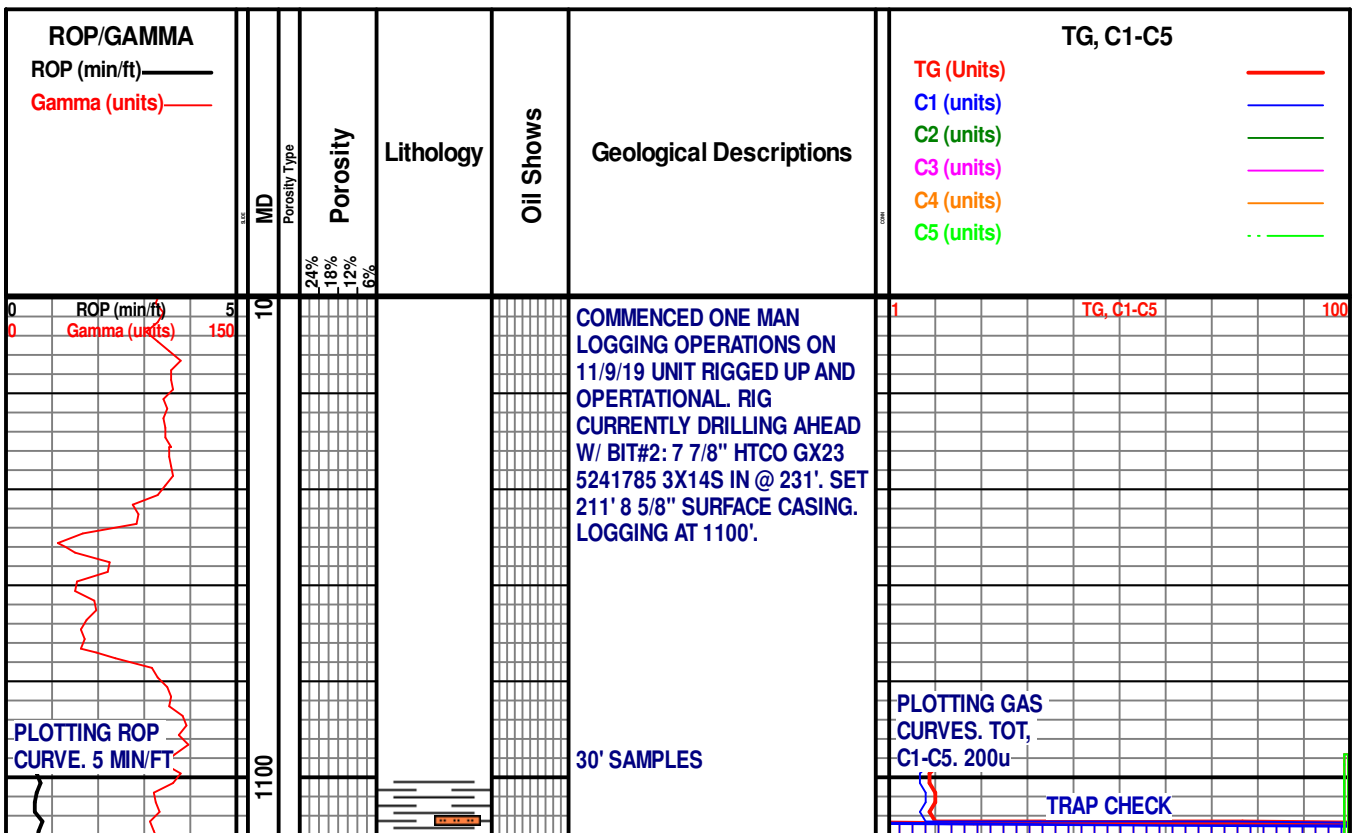 ROP/GAMMA
ROP (min/ft)
Gamma (units)
SLIDE
MD
Porosity Type
Porosity
24%
18%
12%
6%
Lithology
Oil Shows
Geological Descriptions
CONN
TG, C1-C5
TG (Units)
C1 (units)
C2 (units)
C3 (units)
C4 (units)
C5 (units)
0 ROP (min/ft) 5
0 Gamma (units) 150
10
1 TG, C1-C5 100
COMMENCED ONE MAN
LOGGING OPERATIONS ON
11/9/19 UNIT RIGGED UP AND
OPERTATIONAL. RIG
CURRENTLY DRILLING AHEAD
W/ BIT#2: 7 7/8" HTCO GX23
5241785 3X14S IN @ 231'. SET
211' 8 5/8" SURFACE CASING.
LOGGING AT 1100'.
PLOTTING ROP
CURVE. 5 MIN/FT
1100
30' SAMPLES
PLOTTING GAS
CURVES. TOT,
C1-C5. 200u
TRAP CHECK